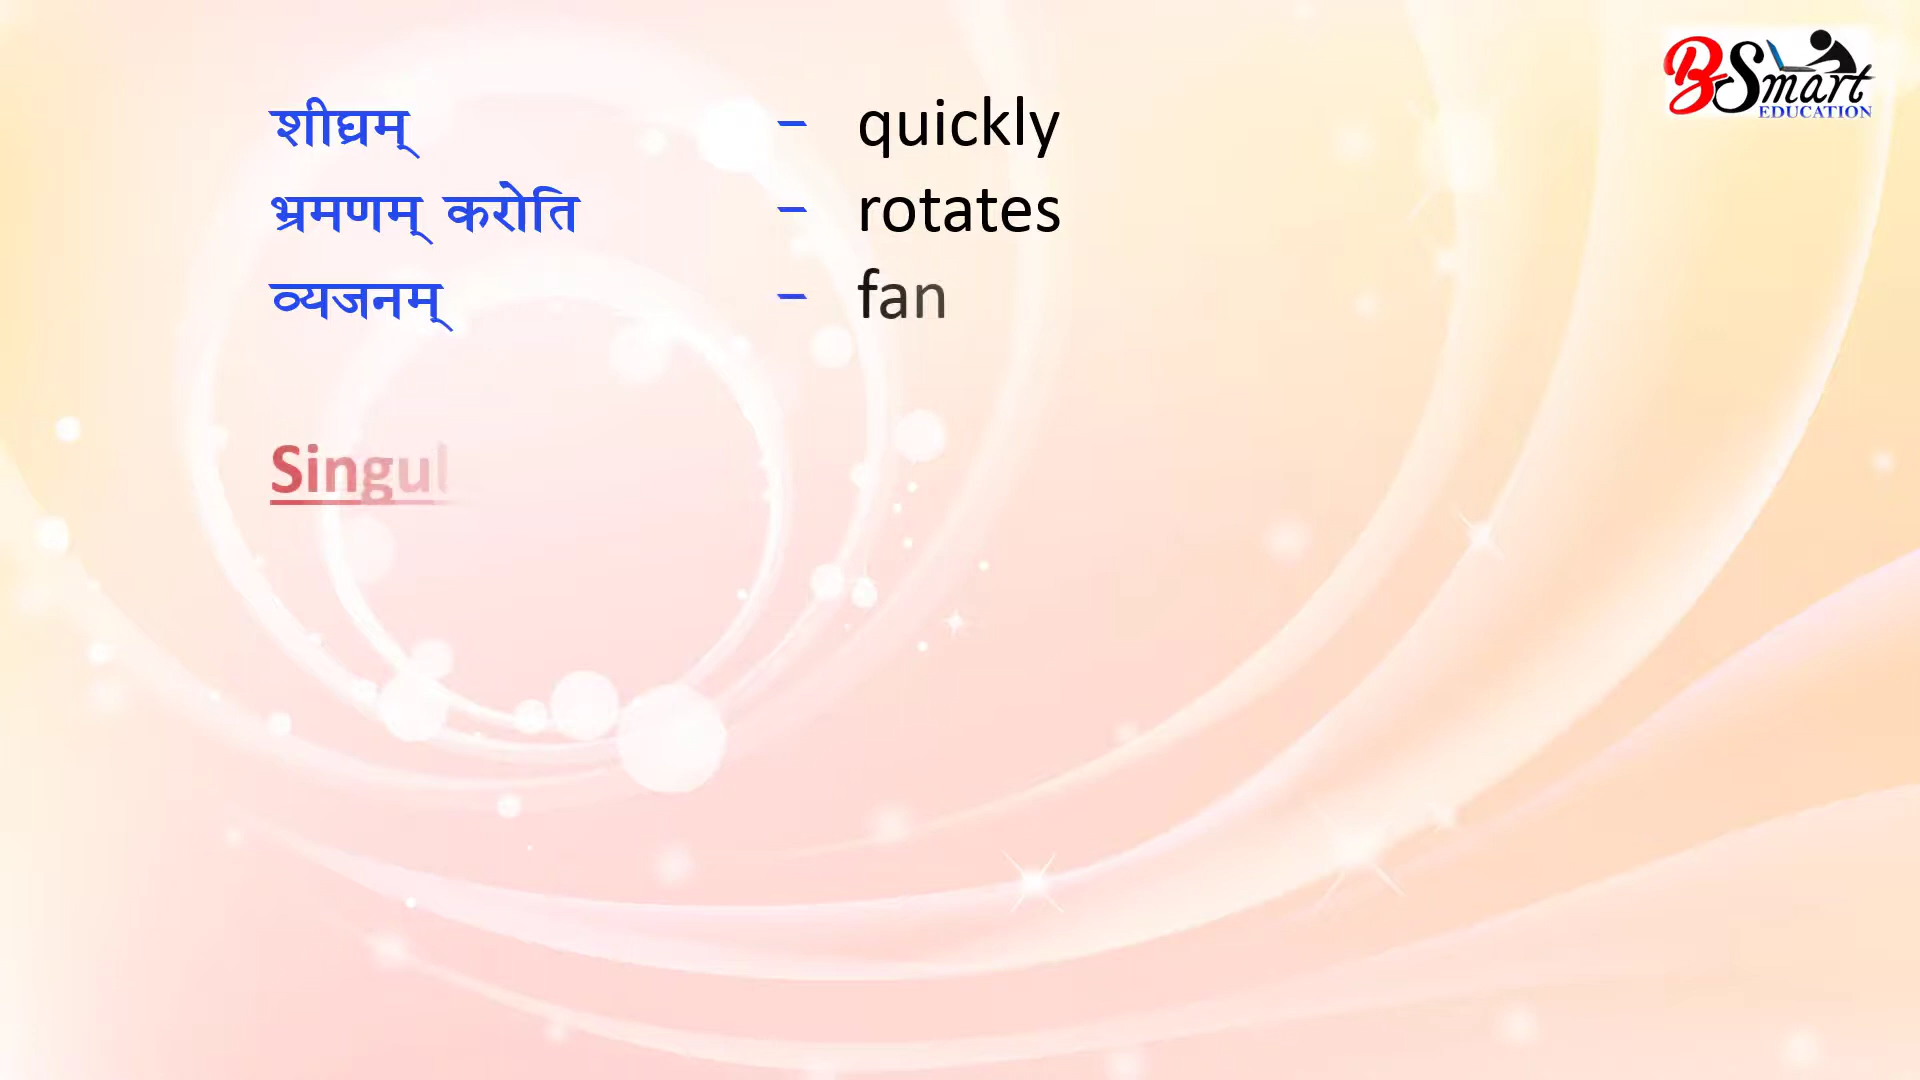 BSmart
EDUCATION
शीघ्रम् – quickly
भ्रमणम् करोति – rotates
व्यजनम् – fan
Singul